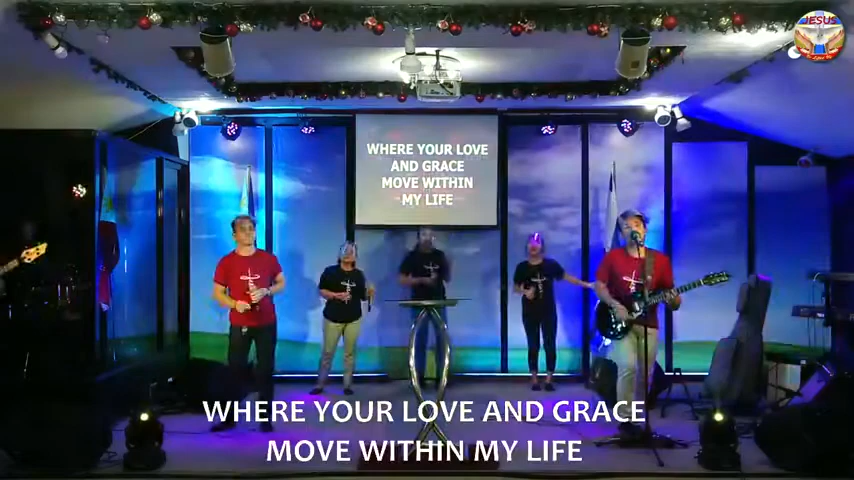 JESUS
WHERE YOUR LOVE
AND GRACE
MOVE WITHIN
MY LIFE
WHERE YOUR LOVE AND GRACE
MOVE WITHIN MY LIFE